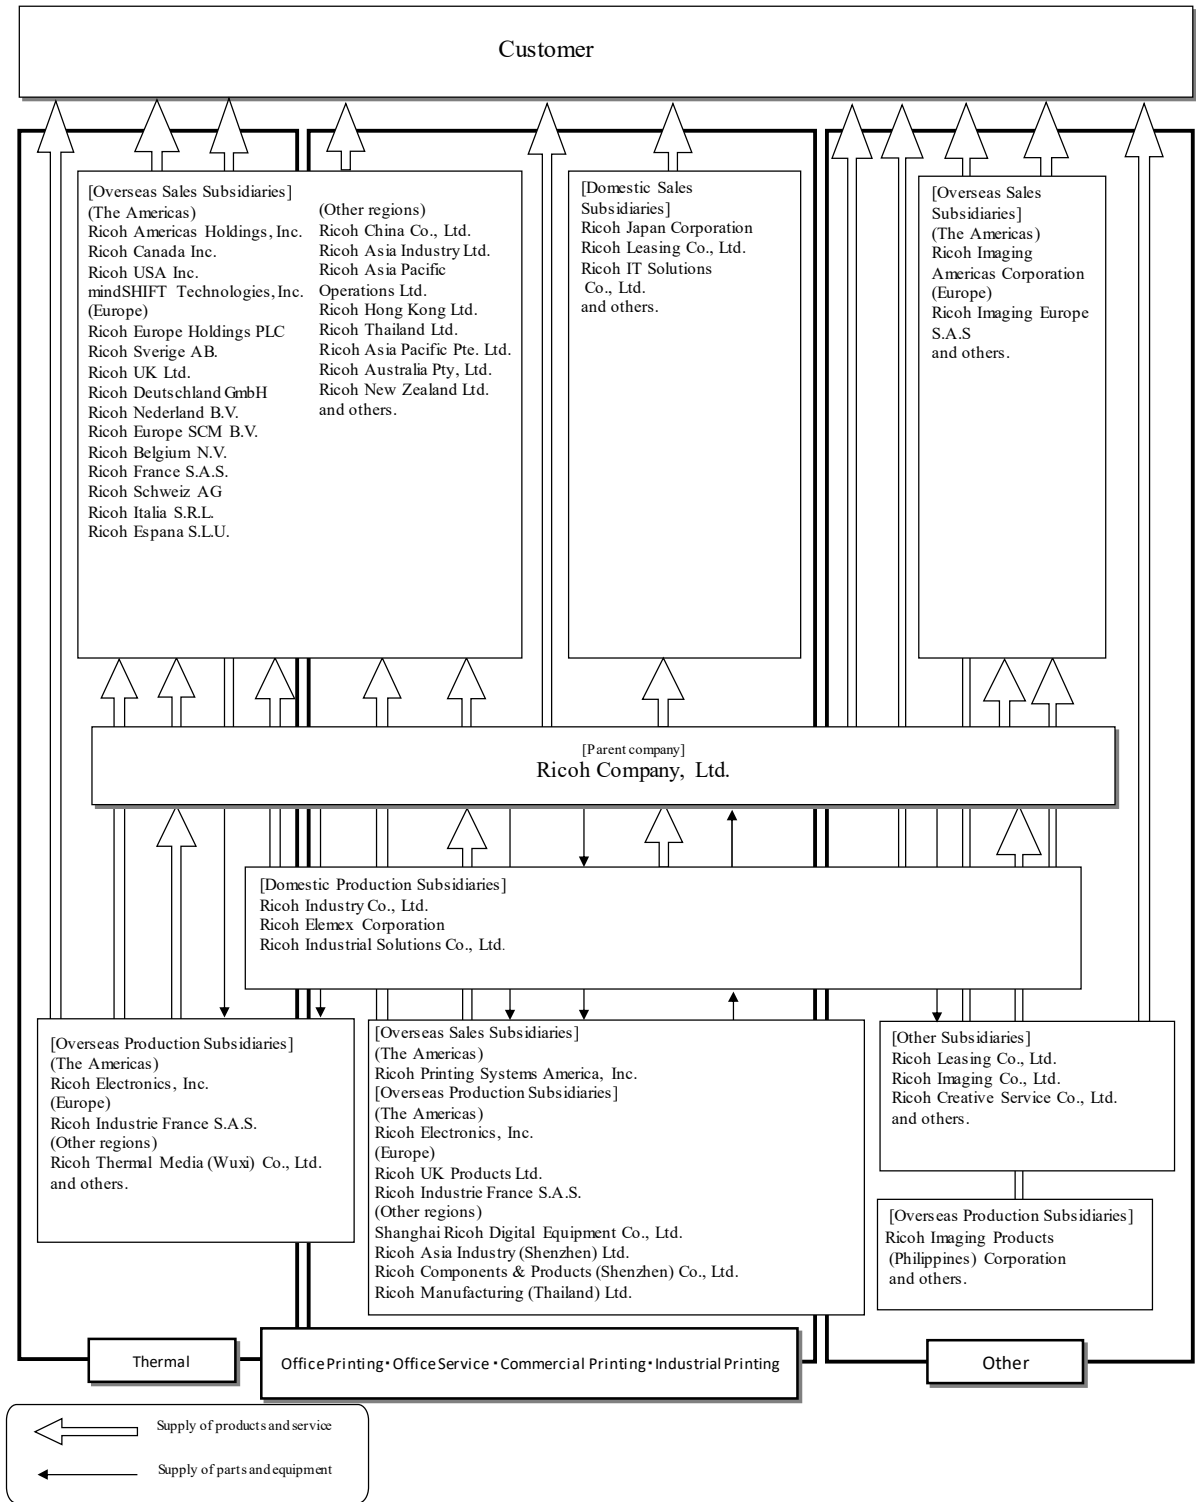 Customer
[Overseas Sales Subsidiaries]
(The Americas)
Ricoh Americas Holdings, Inc.
Ricoh Canada Inc.
Ricoh USA Inc.
mindSHIFT Technologies, Inc.
(Europe)
Ricoh Europe Holdings PLC
Ricoh Sverige AB.
Ricoh UK Ltd.
Ricoh Deutschland GmbH
Ricoh Nederland B.V.
Ricoh Europe SCM B.V.
Ricoh Belgium N.V.
Ricoh France S.A.S.
Ricoh Schweiz AG
Ricoh Italia S.R.L.
Ricoh Espana S.L.U.
(Other regions)
Ricoh China Co., Ltd.
Ricoh Asia Industry Ltd.
Ricoh Asia Pacific
Operations Ltd.
Ricoh Hong Kong Ltd.
Ricoh Thailand Ltd.
Ricoh Asia Pacific Pte. Ltd.
Ricoh Australia Pty, Ltd.
Ricoh New Zealand Ltd.
and others.
[Domestic Sales
Subsidiaries]
Ricoh Japan Corporation
Ricoh Leasing Co., Ltd.
Ricoh IT Solutions
Co., Ltd.
and others.
[Overseas Sales
Subsidiaries]
(The Americas)
Ricoh Imaging
Americas Corporation
(Europe)
Ricoh Imaging Europe
S.A.S
and others.
[Parent company]
Ricoh Company, Ltd.
[Domestic Production Subsidiaries]
Ricoh Industry Co., Ltd.
Ricoh Elemex Corporation
Ricoh Industrial Solutions Co., Ltd.
[Overseas Production Subsidiaries]
(The Americas)
Ricoh Electronics, Inc.
(Europe)
Ricoh Industrie France S.A.S.
(Other regions)
Ricoh Thermal Media (Wuxi) Co., Ltd.
and others.
[Overseas Sales Subsidiaries]
(The Americas)
Ricoh Printing Systems America, Inc.
[Overseas Production Subsidiaries]
(The Americas)
Ricoh Electronics, Inc.
(Europe)
Ricoh UK Products Ltd.
Ricoh Industrie France S.A.S.
(Other regions)
Shanghai Ricoh Digital Equipment Co., Ltd.
Ricoh Asia Industry (Shenzhen) Ltd.
Ricoh Components & Products (Shenzhen) Co., Ltd.
Ricoh Manufacturing (Thailand) Ltd.
[Other Subsidiaries]
Ricoh Leasing Co., Ltd.
Ricoh Imaging Co., Ltd.
Ricoh Creative Service Co., Ltd.
and others.
[Overseas Production Subsidiaries]
Ricoh Imaging Products
(Philippines) Corporation
and others.
Thermal
Office Printing・Office Service・Commercial Printing・Industrial Printing
Other
Supply of products and service
Supply of parts and equipment